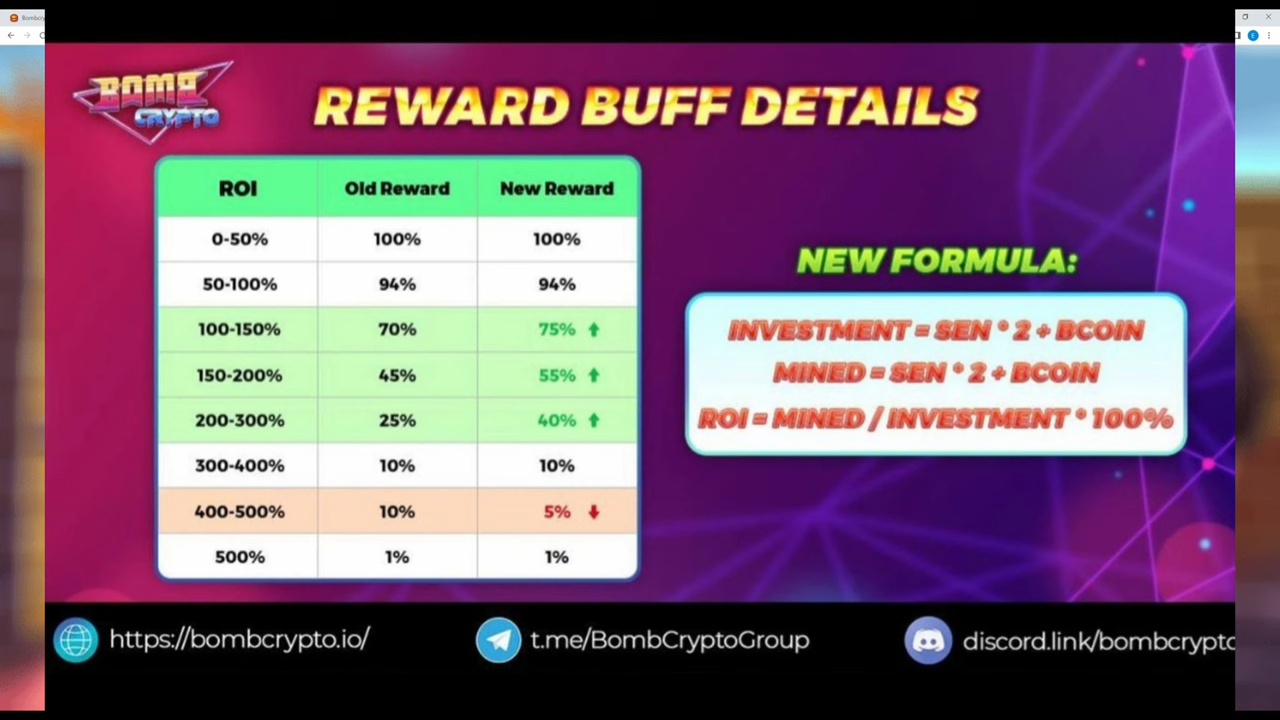 Bombcry
BOMB
CRYPTO
REWARD BUFF DETAILS
ROI Old Reward New Reward
0-50% 100% 100%
50-100% 94% 94%
100-150% 70% 75%
150-200% 45% 55%
200-300% 25% 40%
300-400% 10% 10%
400-500% 10% 5%
500% 1% 1%
NEW FORMULA:
INVESTMENT = SEN * 2 + BCOIN
MINED = SEN * 2 + BCOIN
ROI = MINED / INVESTMENT * 100%
https://bombcrypto.io/ t.me/BombCryptoGroup discord.link/bombcrypto
E